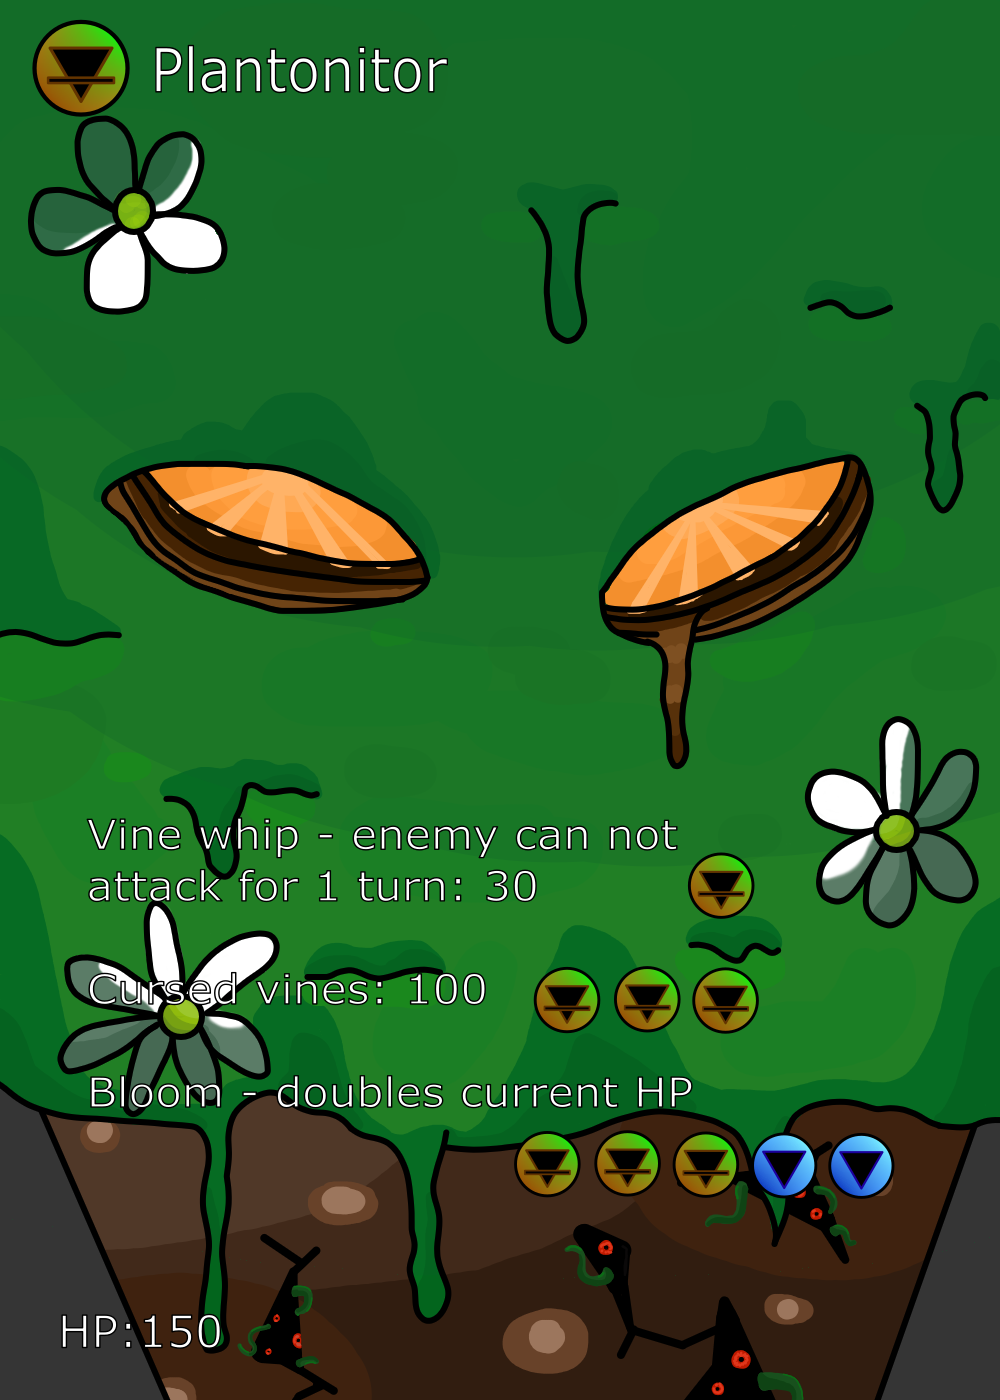 Plantonitor
Vine whip - enemy can not
attack for 1 turn: 30
Cursed vines: 100
Bloom - doubles current HP
HP:150